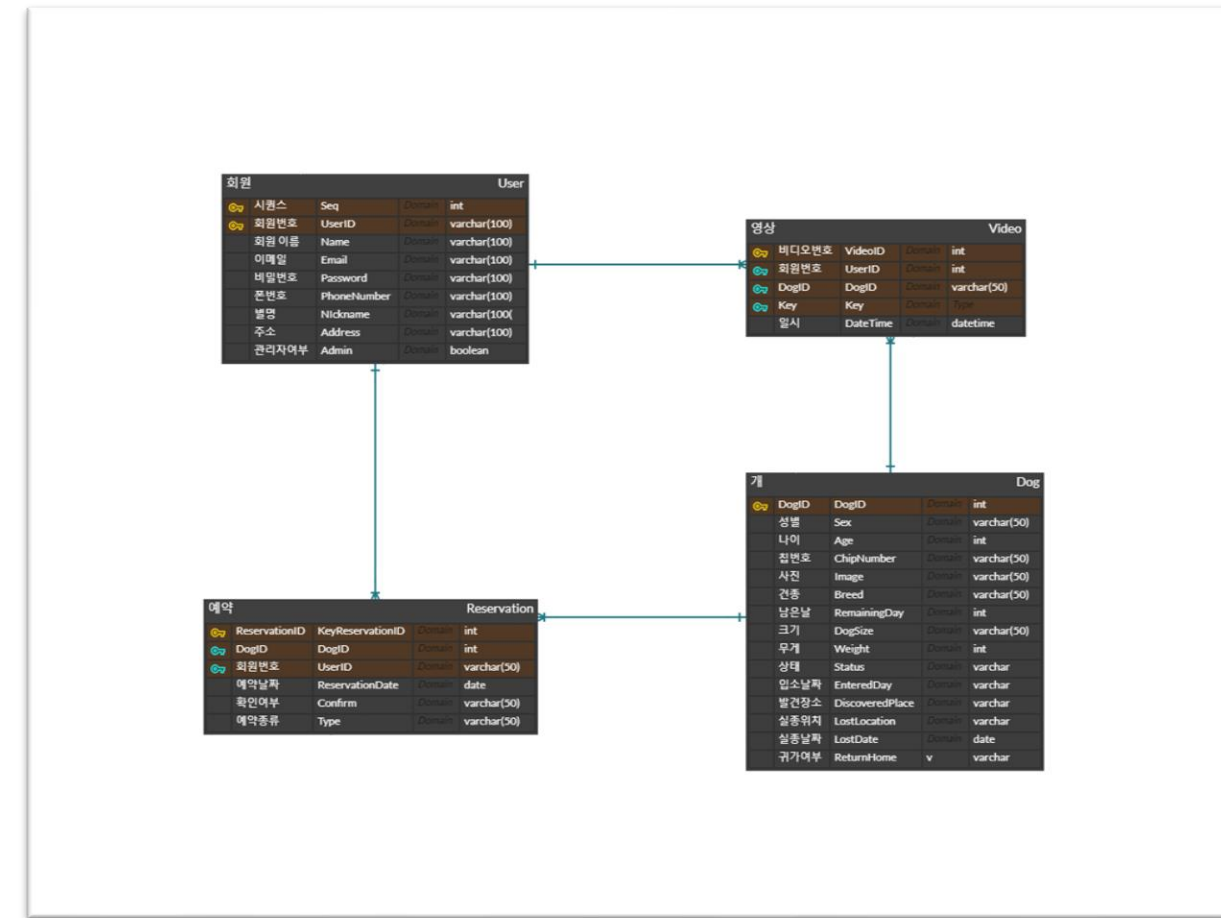 회원 User
시퀀스 Seq Domain int
회원번호 UserID Domain varchar(100)
회원 이름 Name Domain varchar(100)
이메일 Email Domain varchar(100)
비밀번호 Password Domain varchar(100)
폰번호 PhoneNumber Domain varchar(100)
별명 NIckname Domain varchar(100(
주소 Address Domain varchar(100)
관리자여부 Admin Domain boolean
영상 Video
비디오번호 VideoID Domain int
회원번호 UserID Domain int
DogID DogID Domain varchar(50)
Key Key Domain Type
일시 DateTime Domain datetime
개 Dog
DogID DogID Domain int
성별 Sex Domain varchar(50)
나이 Age Domain int
칩번호 ChipNumber Domain varchar(50)
사진 Image Domain varchar(50)
견종 Breed Domain varchar(50)
남은날 RemainingDay Domain int
크기 DogSize Domain varchar(50)
무게 Weight Domain int
상태 Status Domain varchar
입소날짜 EnteredDay Domain varchar
발견장소 DiscoveredPlace Domain varchar
실종위치 LostLocation Domain varchar
실종날짜 LostDate Domain date
귀가여부 ReturnHome v varchar
예약 Reservation
ReservationID KeyReservationID Domain int
DogID DogID Domain int
회원번호 UserID Domain varchar(50)
예약날짜 ReservationDate Domain date
확인여부 Confirm Domain varchar(50)
예약종류 Type Domain varchar(50)